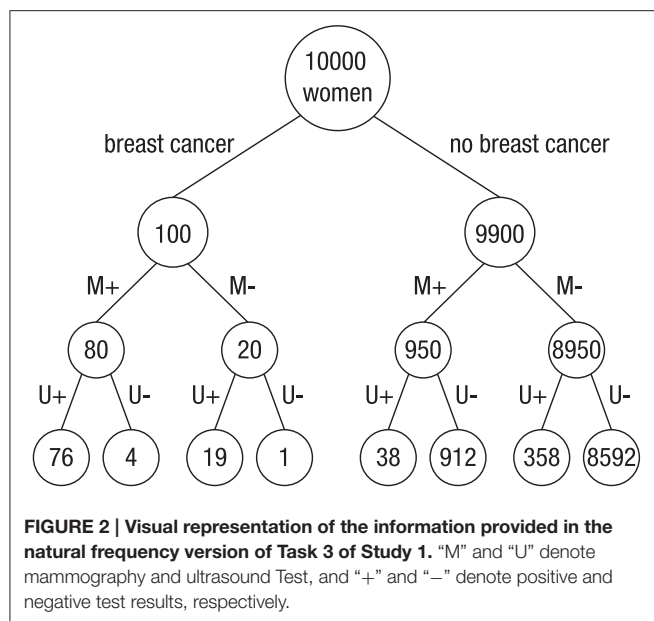 10000
women
breast cancer
no breast cancer
100
9900
M+
M-
M+
M-
80
20
950
8950
U+
U-
U+
U-
U+
U-
U+
U-
76
4
19
1
38
912
358
8592
FIGURE 2 | Visual representation of the information provided in the
natural frequency version of Task 3 of Study 1. “M” and “U” denote
mammography and ultrasound Test, and “+” and “−” denote positive and
negative test results, respectively.